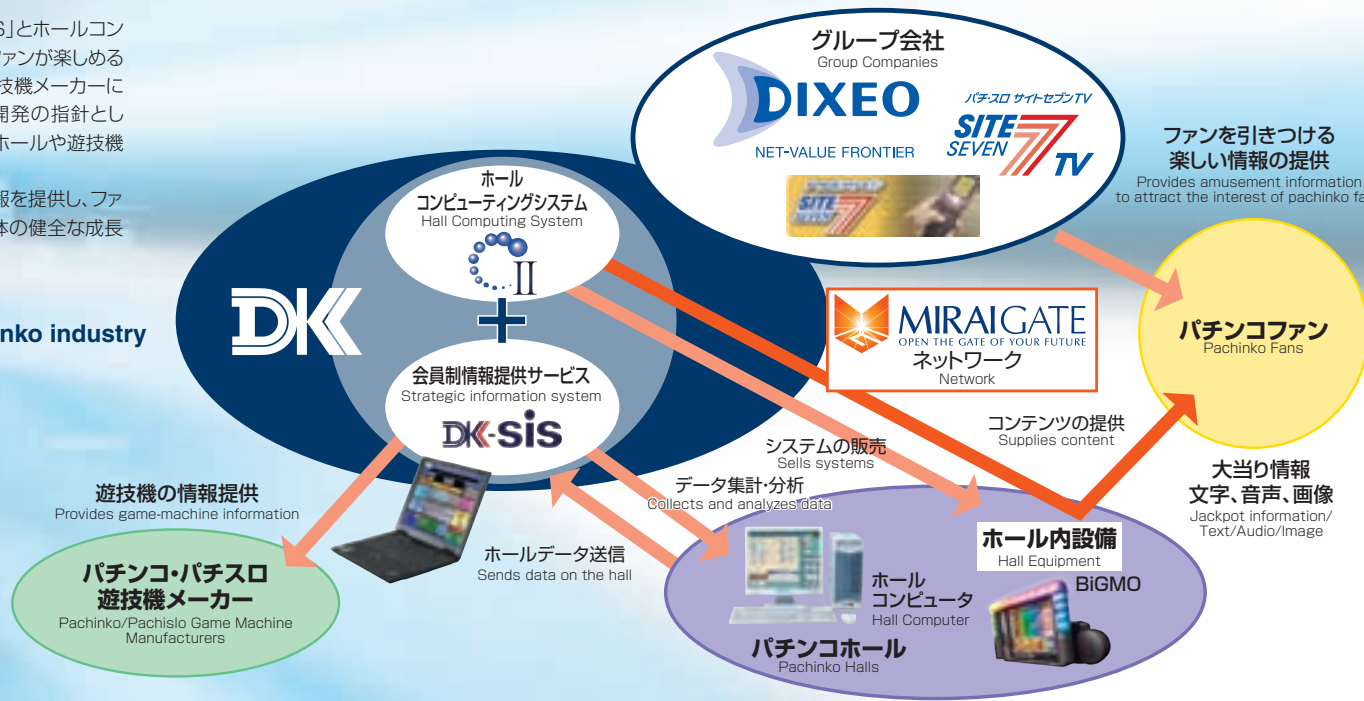 S」とホールコン
ファンが楽しめる
技機メーカーに
開発の指針とし
ホールや遊技機
報を提供し、ファ
体の健全な成長
nko industry
グループ会社
Group Companies
DIXEO
NET-VALUE FRONTIER
パチ・スロ サイトセブンTV
SITE
SEVEN
TV
SITE
SEVEN
ファンを引きつける
楽しい情報の提供
Provides amusement information
to attract the interest of pachinko fa
ホール
コンピューティングシステム
Hall Computing System
CII
DK
会員制情報提供サービス
Strategic information system
DK-SiS
MIRAIGATE
OPEN THE GATE OF YOUR FUTURE
ネットワーク
Network
パチンコファン
Pachinko Fans
コンテンツの提供
Supplies content
システムの販売
Sells systems
データ集計・分析
Collects and analyzes data
大当り情報
文字、音声、画像
Jackpot information/
Text/Audio/Image
遊技機の情報提供
Provides game-machine information
ホールデータ送信
Sends data on the hall
パチンコ・パチスロ
遊技機メーカー
Pachinko/Pachislo Game Machine
Manufacturers
ホール内設備
Hall Equipment
BiGMO
ホール
コンピュータ
Hall Computer
パチンコホール
Pachinko Halls